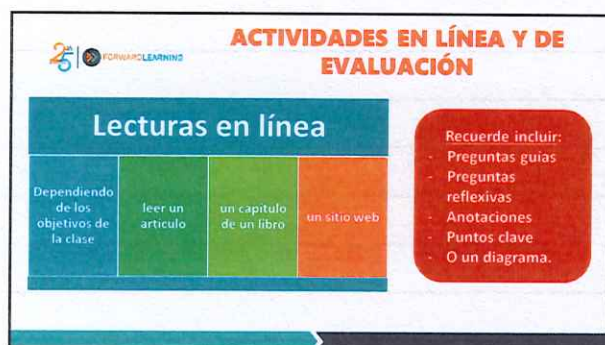 25
FORWARDLEARNING
ACTIVIDADES EN LÍNEA Y DE
EVALUACIÓN
Lecturas en línea
Dependiendo
de los
objetivos de
la clase
leer un
articulo
un capitulo
de un libro
un sitio web
Recuerde incluir:
- Preguntas guias
- Preguntas
reflexivas
- Anotaciones
- Puntos clave
- O un diagrama.